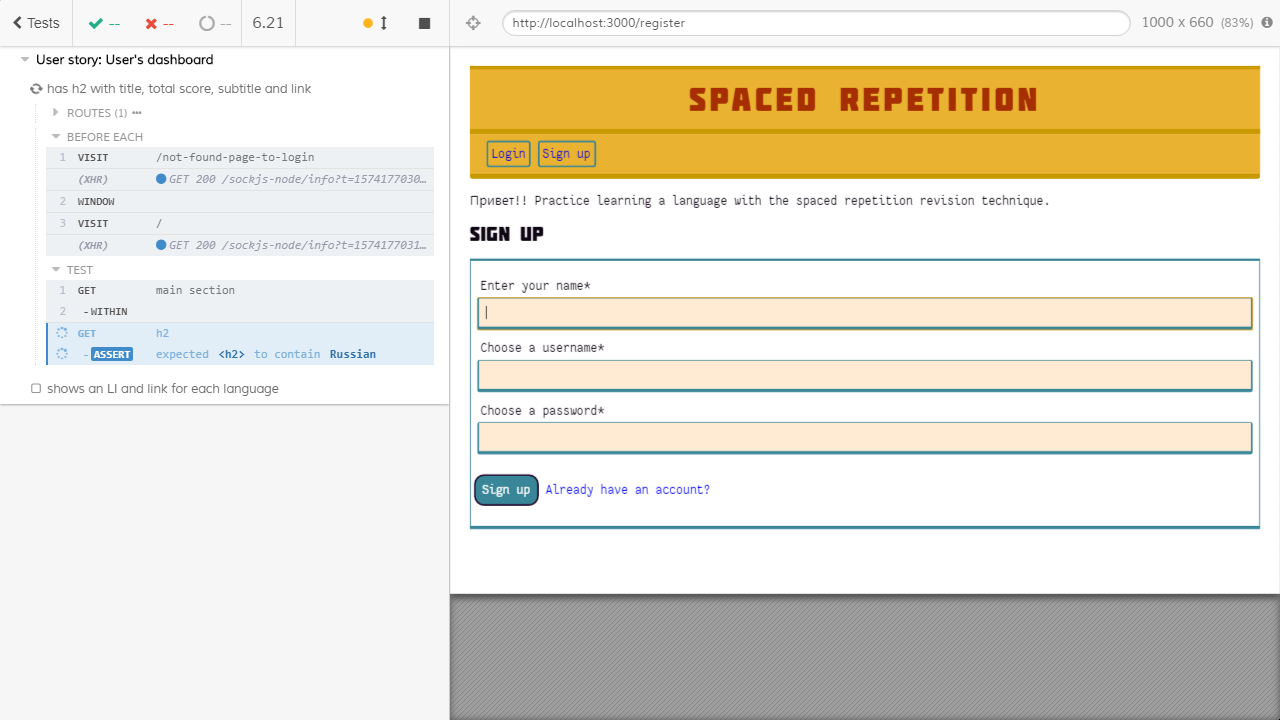 Tests
--
--
--
6.21
http://localhost:3000/register
1000 x 660 (83%)
User story: User's dashboard
has h2 with title, total score, subtitle and link
ROUTES (1)
BEFORE EACH
1 VISIT /not-found-page-to-login
(XHR) GET 200 /sockjs-node/info?t=1574177030…
2 WINDOW
3 VISIT /
(XHR) GET 200 /sockjs-node/info?t=1574177031…
TEST
1 GET main section
2 -WITHIN
GET h2
-ASSERT expected <h2> to contain Russian
shows an LI and link for each language
SPACED REPETITION
Login Sign up
Привет!! Practice learning a language with the spaced repetition revision technique.
SIGN UP
Enter your name*
Choose a username*
Choose a password*
Sign up Already have an account?